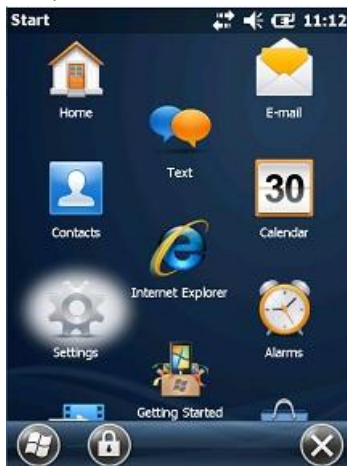 Start 11:12
Home
E-mail
Text
Contacts
30
Calendar
Internet Explorer
Settings
Alarms
Getting Started